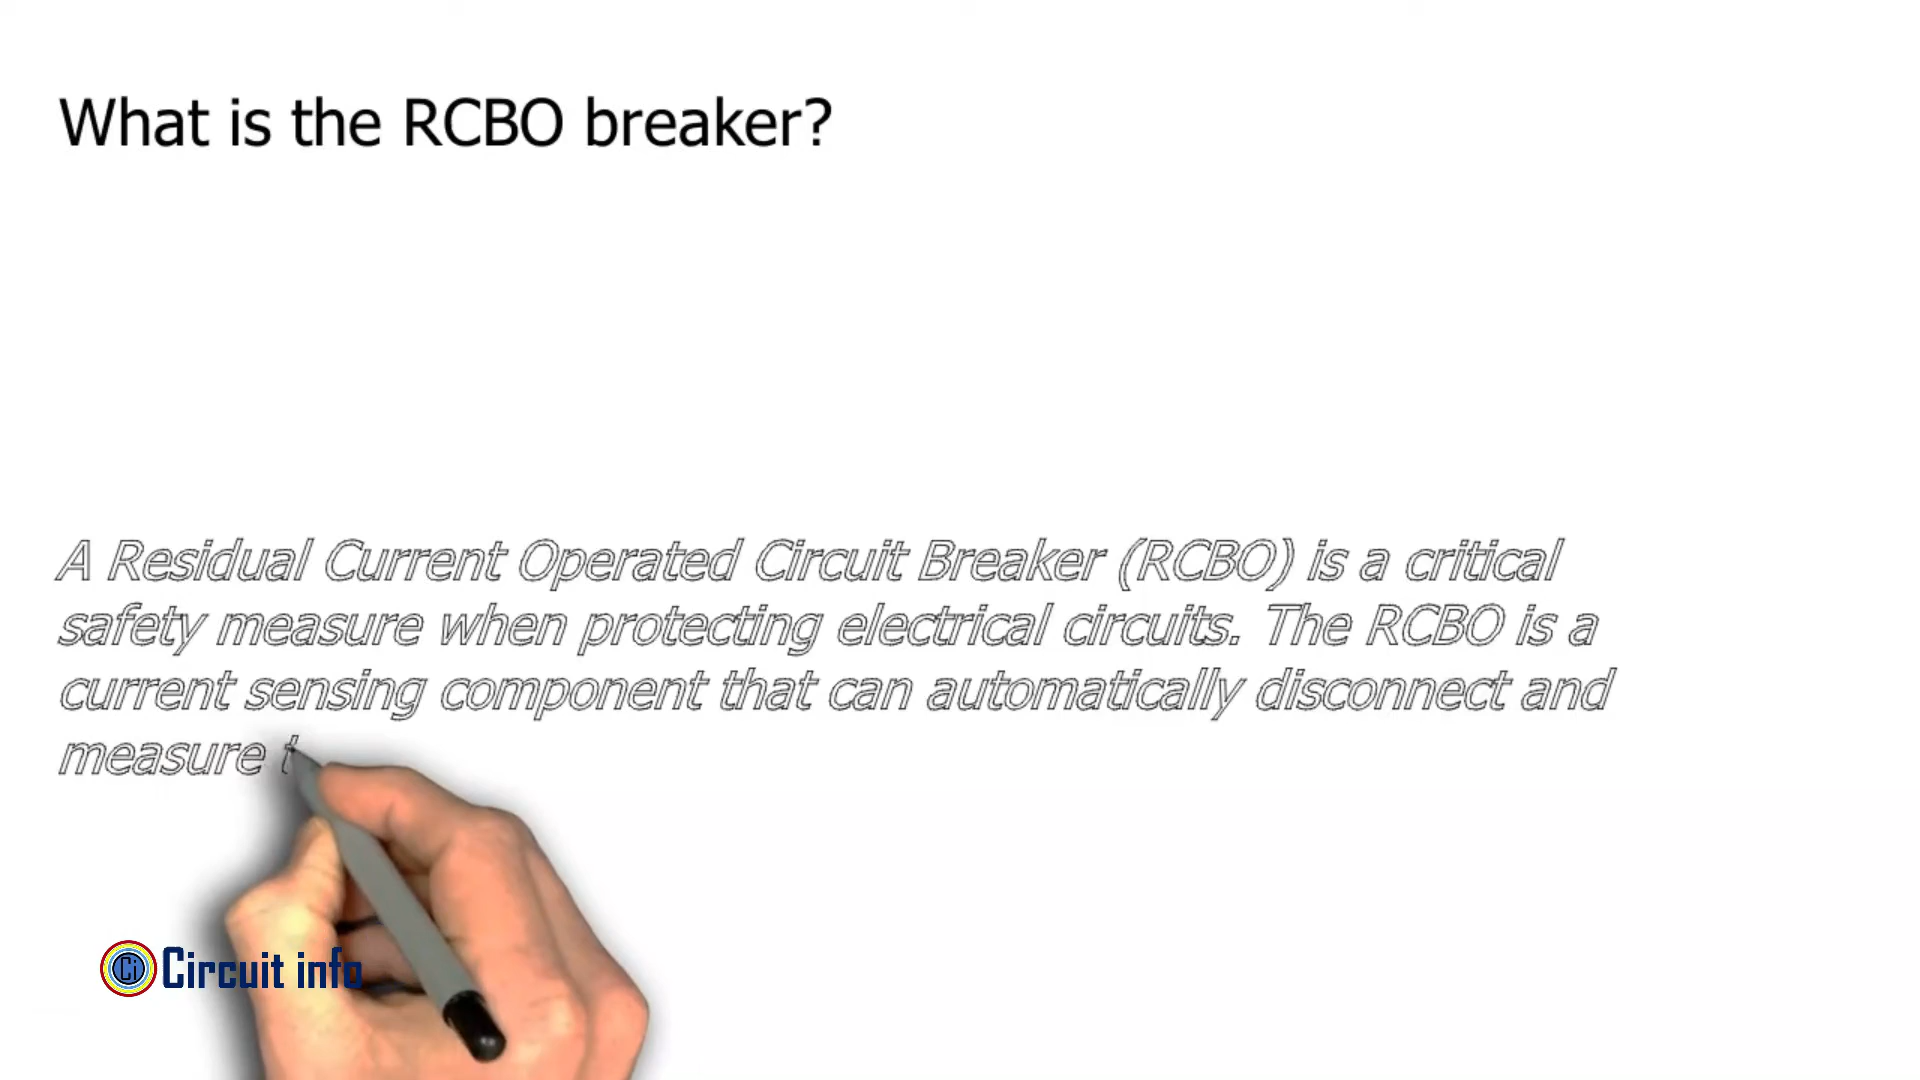 What is the RCBO breaker?
A Residual Current Operated Circuit Breaker (RCBO) is a critical
safety measure when protecting electrical circuits. The RCBO is a
current sensing component that can automatically disconnect and
measure t
Ci Circuit info